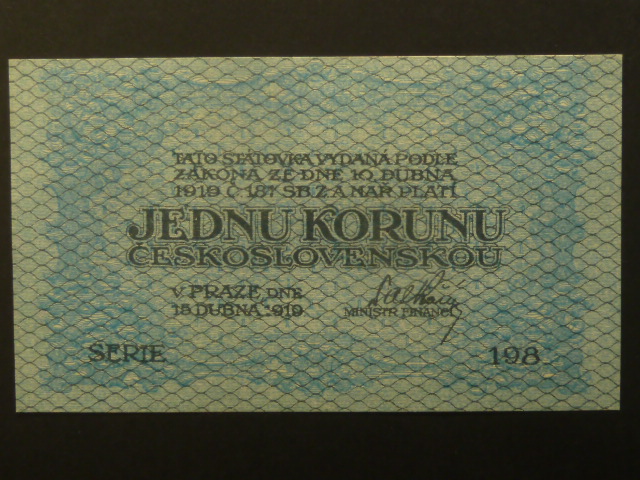 TATO STÁTOVKA VYDANÁ PODLE
ZÁKONA ZE DNE 10. DUBNA
1919 Č. 187 SB. Z. A NAŘ. PLATÍ
JEDNU KORUNU
ČESKOSLOVENSKOU
V PRAZE DNE
15 DUBNA 1919
MINISTR FINANCÍ
SERIE 198